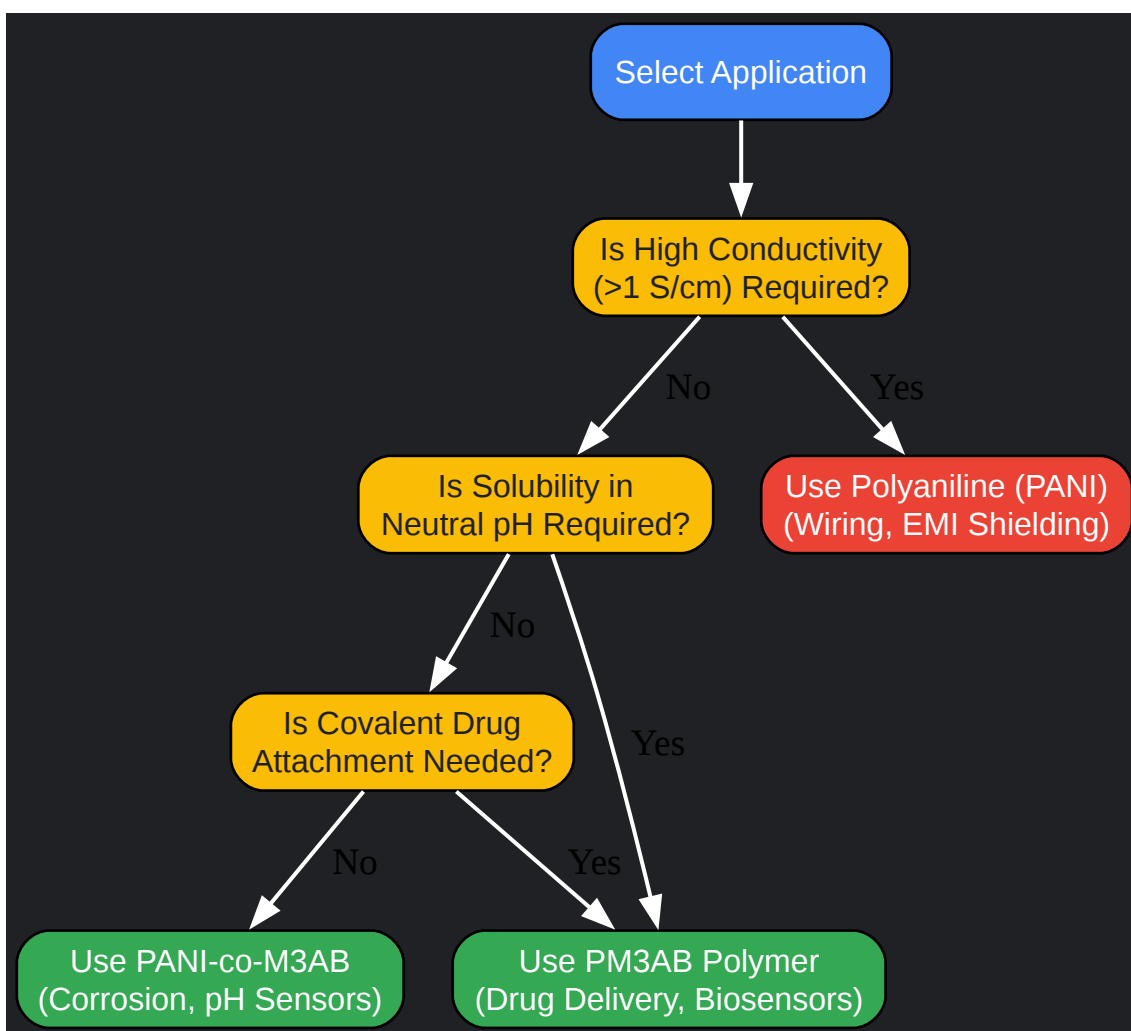 Select Application
Is High Conductivity
(>1 S/cm) Required?
No
Yes
Is Solubility in
Neutral pH Required?
Use Polyaniline (PANI)
(Wiring, EMI Shielding)
No
Yes
Is Covalent Drug
Attachment Needed?
No
Yes
Use PANI-co-M3AB
(Corrosion, pH Sensors)
Use PM3AB Polymer
(Drug Delivery, Biosensors)